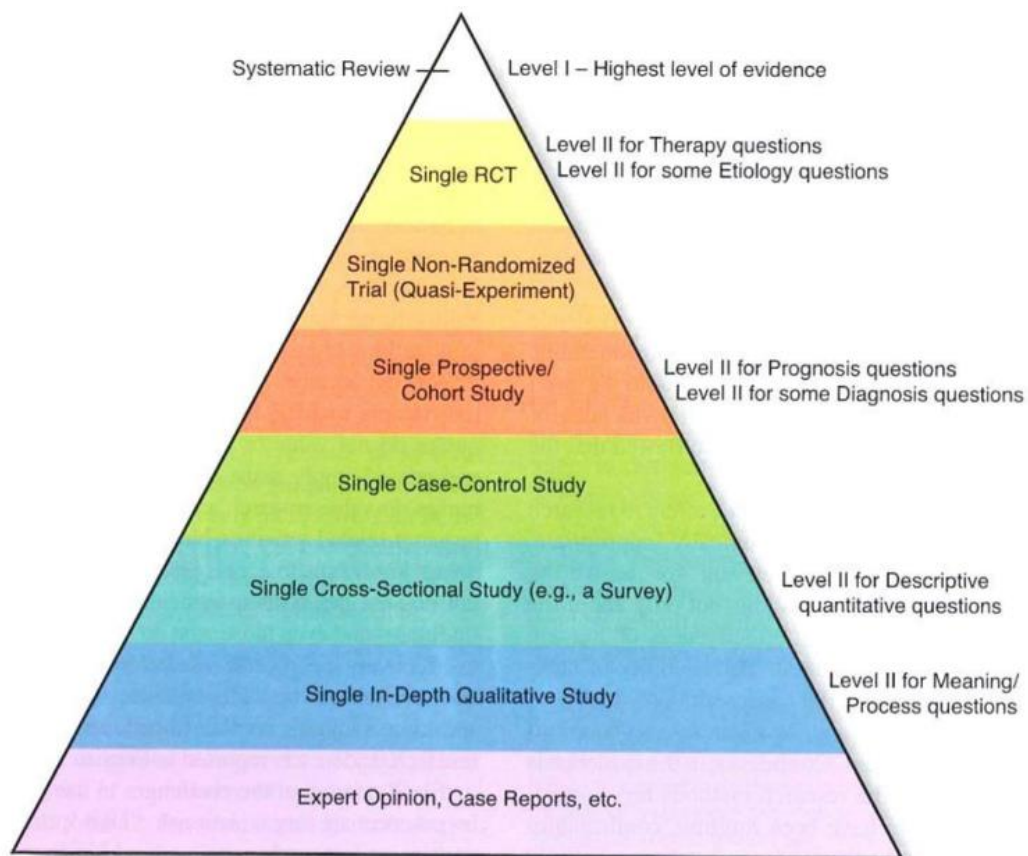 Systematic Review
Level I – Highest level of evidence
Level II for Therapy questions
Level II for some Etiology questions
Single RCT
Single Non-Randomized
Trial (Quasi-Experiment)
Single Prospective/
Cohort Study
Level II for Prognosis questions
Level II for some Diagnosis questions
Single Case-Control Study
Single Cross-Sectional Study (e.g., a Survey)
Level II for Descriptive
quantitative questions
Single In-Depth Qualitative Study
Level II for Meaning/
Process questions
Expert Opinion, Case Reports, etc.